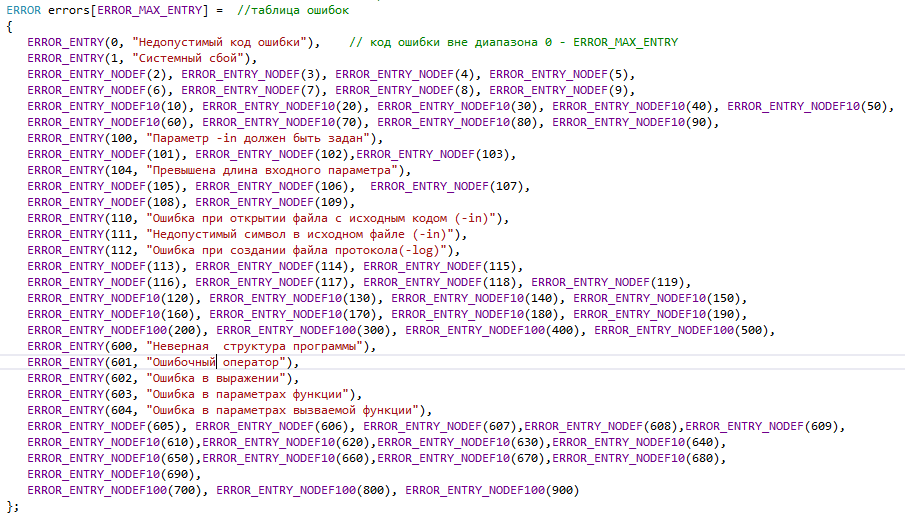 ERROR errors[ERROR_MAX_ENTRY] =  //таблица ошибок
{
ERROR_ENTRY(0, "Недопустимый код ошибки"),    // код ошибки вне диапазона 0 - ERROR_MAX_ENTRY
ERROR_ENTRY(1, "Системный сбой"),
ERROR_ENTRY_NODEF(2), ERROR_ENTRY_NODEF(3), ERROR_ENTRY_NODEF(4), ERROR_ENTRY_NODEF(5),
ERROR_ENTRY_NODEF(6), ERROR_ENTRY_NODEF(7), ERROR_ENTRY_NODEF(8), ERROR_ENTRY_NODEF(9),
ERROR_ENTRY_NODEF10(10), ERROR_ENTRY_NODEF10(20), ERROR_ENTRY_NODEF10(30), ERROR_ENTRY_NODEF10(40), ERROR_ENTRY_NODEF10(50),
ERROR_ENTRY_NODEF10(60), ERROR_ENTRY_NODEF10(70), ERROR_ENTRY_NODEF10(80), ERROR_ENTRY_NODEF10(90),
ERROR_ENTRY(100, "Параметр -in должен быть задан"),
ERROR_ENTRY_NODEF(101), ERROR_ENTRY_NODEF(102),ERROR_ENTRY_NODEF(103),
ERROR_ENTRY(104, "Превышена длина входного параметра"),
ERROR_ENTRY_NODEF(105), ERROR_ENTRY_NODEF(106),  ERROR_ENTRY_NODEF(107),
ERROR_ENTRY_NODEF(108), ERROR_ENTRY_NODEF(109),
ERROR_ENTRY(110, "Ошибка при открытии файла с исходным кодом (-in)"),
ERROR_ENTRY(111, "Недопустимый символ в исходном файле (-in)"),
ERROR_ENTRY(112, "Ошибка при создании файла протокола(-log)"),
ERROR_ENTRY_NODEF(113), ERROR_ENTRY_NODEF(114), ERROR_ENTRY_NODEF(115),
ERROR_ENTRY_NODEF(116), ERROR_ENTRY_NODEF(117), ERROR_ENTRY_NODEF(118), ERROR_ENTRY_NODEF(119),
ERROR_ENTRY_NODEF10(120), ERROR_ENTRY_NODEF10(130), ERROR_ENTRY_NODEF10(140), ERROR_ENTRY_NODEF10(150),
ERROR_ENTRY_NODEF10(160), ERROR_ENTRY_NODEF10(170), ERROR_ENTRY_NODEF10(180), ERROR_ENTRY_NODEF10(190),
ERROR_ENTRY_NODEF100(200), ERROR_ENTRY_NODEF100(300), ERROR_ENTRY_NODEF100(400), ERROR_ENTRY_NODEF100(500),
ERROR_ENTRY(600, "Неверная  структура программы"),
ERROR_ENTRY(601, "Ошибочный оператор"),
ERROR_ENTRY(602, "Ошибка в выражении"),
ERROR_ENTRY(603, "Ошибка в параметрах функции"),
ERROR_ENTRY(604, "Ошибка в параметрах вызваемой функции"),
ERROR_ENTRY_NODEF(605), ERROR_ENTRY_NODEF(606), ERROR_ENTRY_NODEF(607),ERROR_ENTRY_NODEF(608),ERROR_ENTRY_NODEF(609),
ERROR_ENTRY_NODEF10(610),ERROR_ENTRY_NODEF10(620),ERROR_ENTRY_NODEF10(630),ERROR_ENTRY_NODEF10(640),
ERROR_ENTRY_NODEF10(650),ERROR_ENTRY_NODEF10(660),ERROR_ENTRY_NODEF10(670),ERROR_ENTRY_NODEF10(680),
ERROR_ENTRY_NODEF10(690),
ERROR_ENTRY_NODEF100(700), ERROR_ENTRY_NODEF100(800), ERROR_ENTRY_NODEF100(900)
};